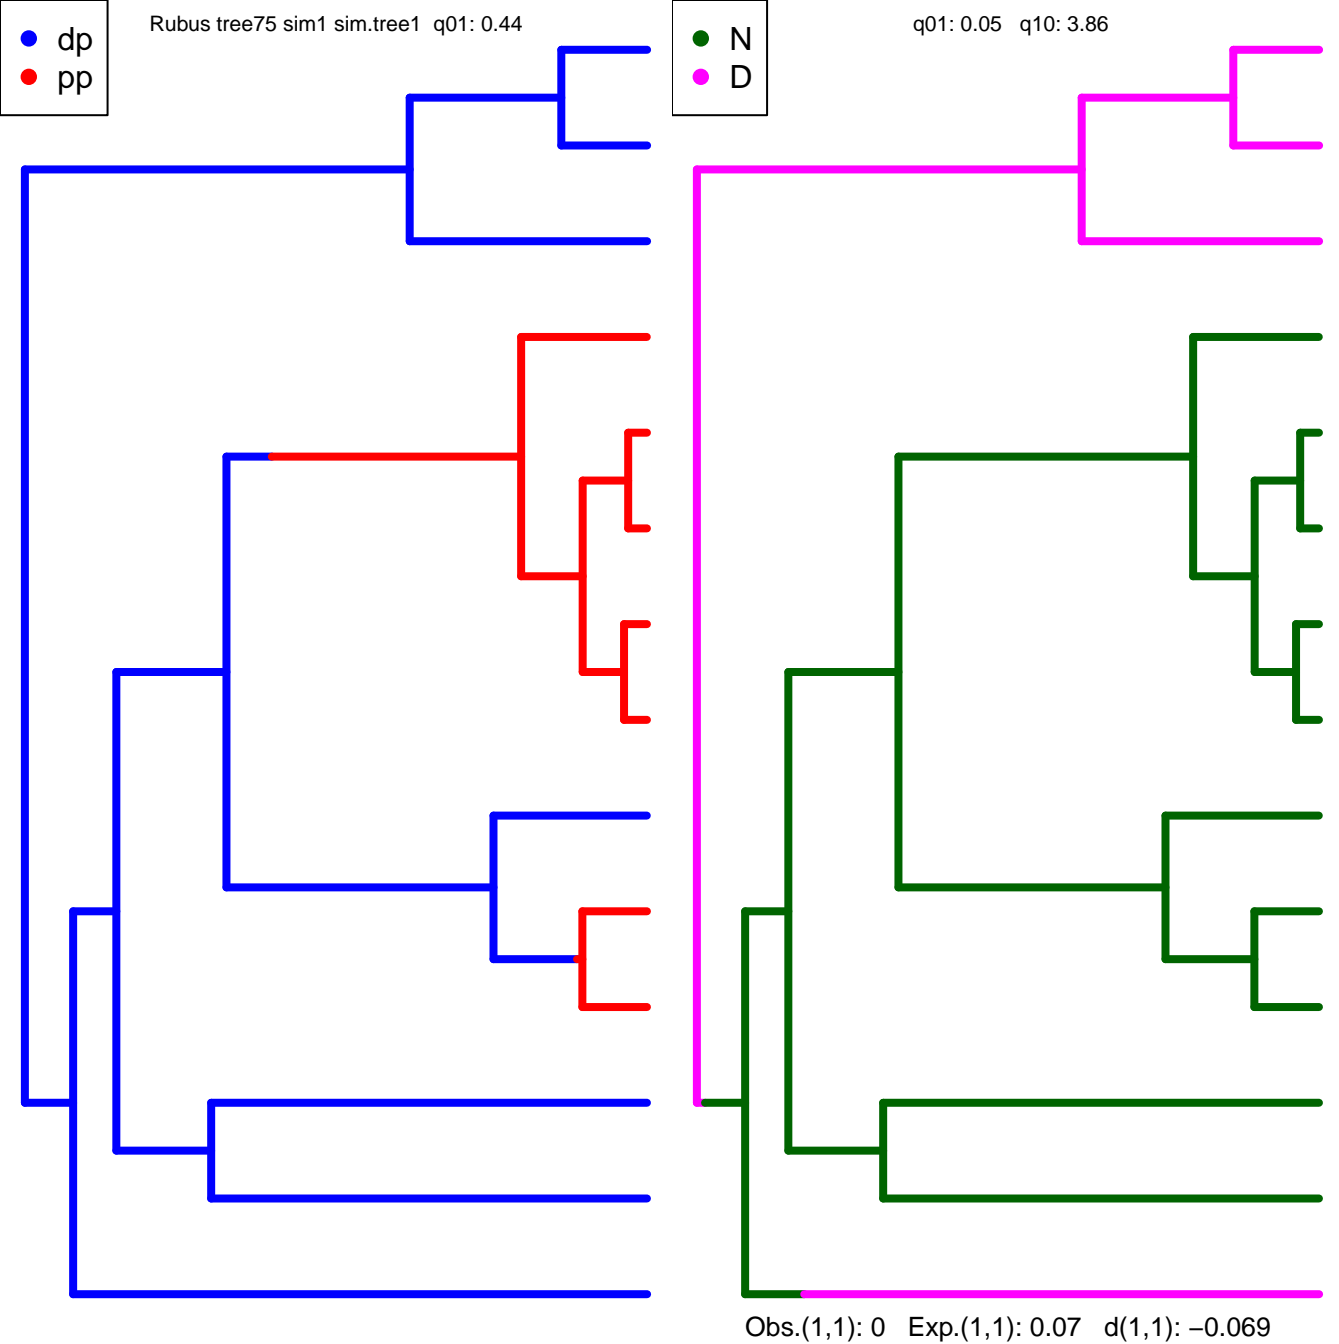 dp
pp
Rubus tree75 sim1 sim.tree1 q01: 0.44
N
D
q01: 0.05 q10: 3.86
Obs.(1,1): 0 Exp.(1,1): 0.07 d(1,1): −0.069